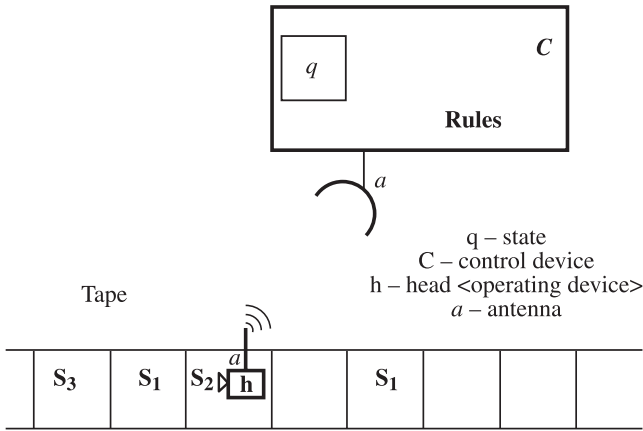 C
q
Rules
a
q – state
C – control device
h – head <operating device>
a – antenna
Tape
a
S₃ S₁ S₂ h S₁